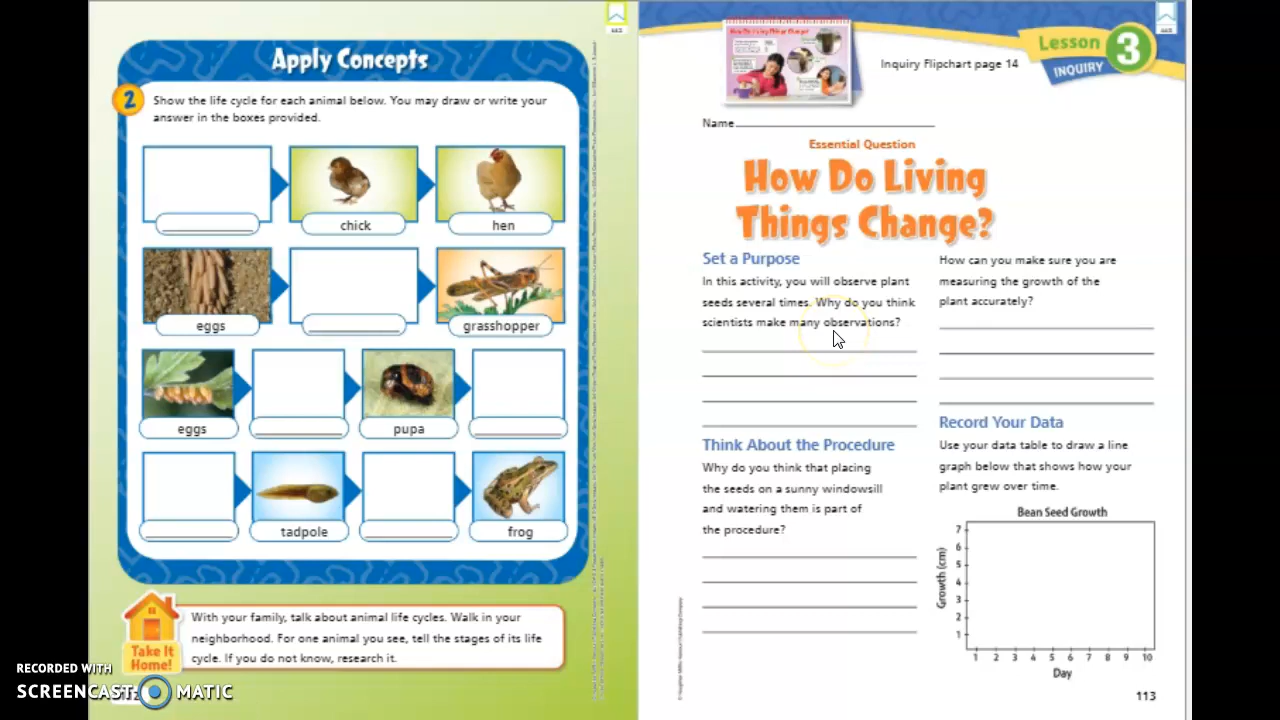 Apply Concepts
2
Show the life cycle for each animal below. You may draw or write your
answer in the boxes provided.
chick
hen
eggs
grasshopper
eggs
pupa
tadpole
frog
With your family, talk about animal life cycles. Walk in your
neighborhood. For one animal you see, tell the stages of its life
cycle. If you do not know, research it.
Take It
Home!
RECORDED WITH
SCREENCAST MATIC
Inquiry Flipchart page 14
Lesson 3
INQUIRY
Name
Essential Question
How Do Living
Things Change?
Set a Purpose
In this activity, you will observe plant
seeds several times. Why do you think
scientists make many observations?
Think About the Procedure
Why do you think that placing
the seeds on a sunny windowsill
and watering them is part of
the procedure?
How can you make sure you are
measuring the growth of the
plant accurately?
Record Your Data
Use your data table to draw a line
graph below that shows how your
plant grew over time.
Bean Seed Growth
Growth (cm)
7
6
5
4
3
2
1
1 2 3 4 5 6 7 8 9 10
Day
113